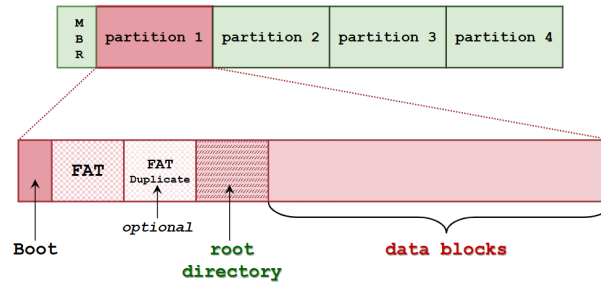 M
B
R
partition 1
partition 2
partition 3
partition 4
FAT
FAT
Duplicate
optional
Boot
root
directory
data blocks